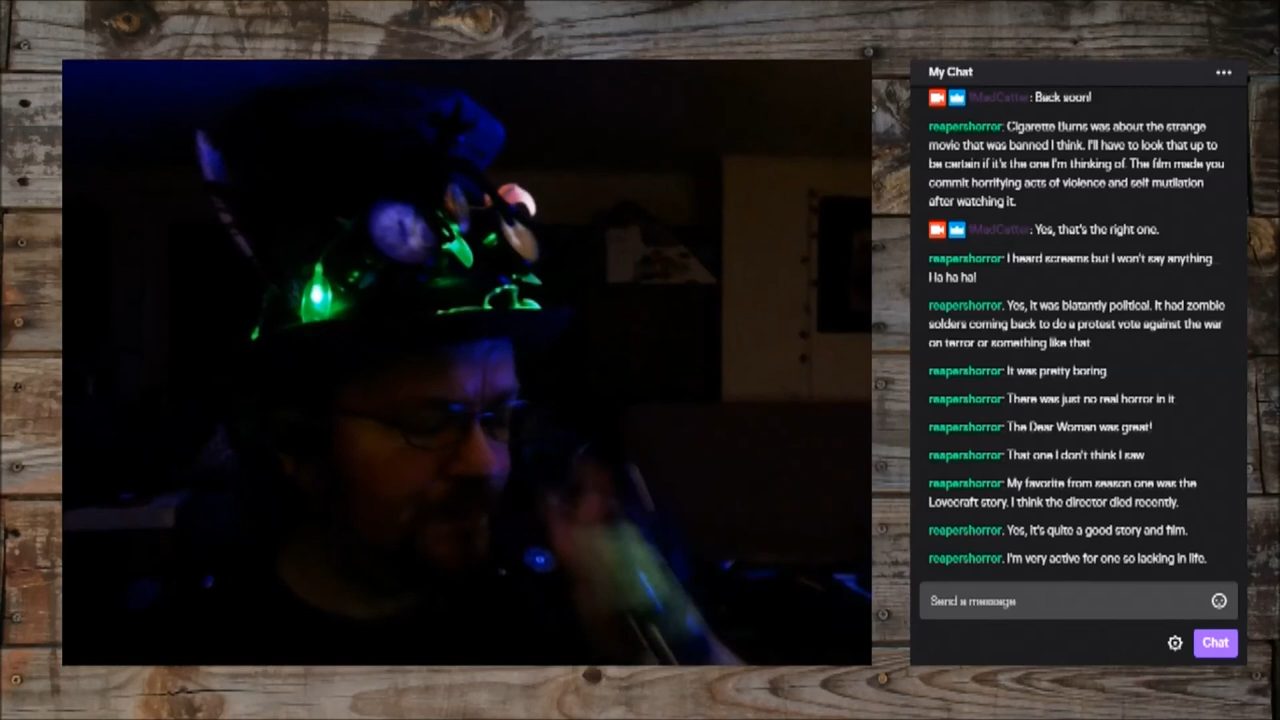 My Chat
1MadCatter: Back soon!
reapershorror: Cigarette Burns was about the strange
movie that was banned I think. I'll have to look that up to
be certain if it's the one I'm thinking of. The film made you
commit horrifying acts of violence and self mutilation
after watching it.
1MadCatter: Yes, that's the right one.
reapershorror: I heard screams but I won't say anything...
Ha ha ha!
reapershorror: Yes, it was blatantly political. It had zombie
solders coming back to do a protest vote against the war
on terror or something like that
reapershorror: It was pretty boring
reapershorror: There was just no real horror in it
reapershorror: The Dear Woman was great!
reapershorror: That one I don't think I saw
reapershorror: My favorite from season one was the
Lovecraft story. I think the director died recently.
reapershorror: Yes, it's quite a good story and film.
reapershorror: I'm very active for one so lacking in life.
Send a message
Chat